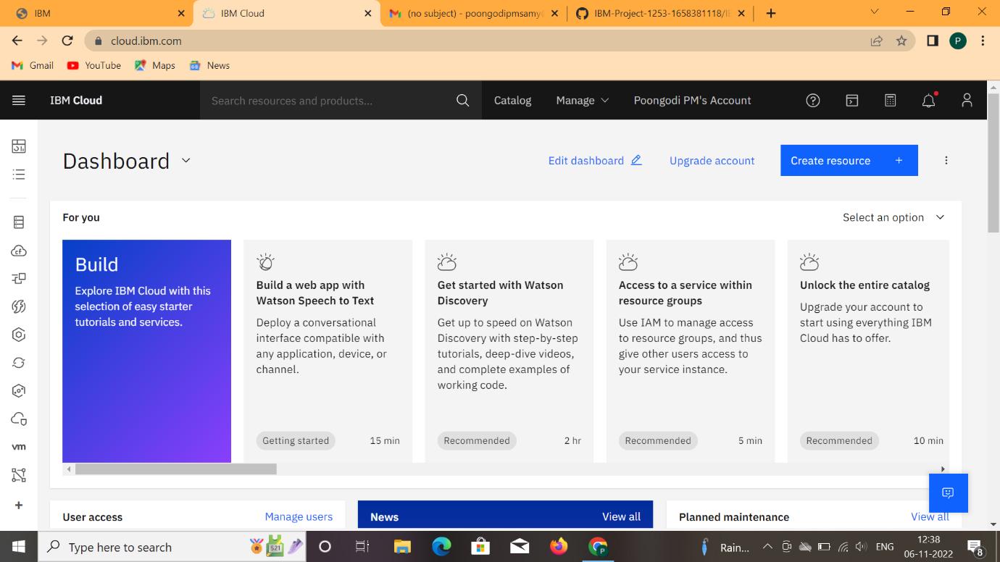 IBM
IBM Cloud
(no subject) - poongodipmsamy
IBM-Project-1253-1658381118/
cloud.ibm.com
P
Gmail
YouTube
Maps
News
IBM Cloud
Search resources and products...
Catalog
Manage
Poongodi PM's Account
Dashboard
Edit dashboard
Upgrade account
Create resource +
For you
Select an option
Build
Explore IBM Cloud with this
selection of easy starter
tutorials and services.
Build a web app with
Watson Speech to Text
Deploy a conversational
interface compatible with
any application, device, or
channel.
Getting started
15 min
Get started with Watson
Discovery
Get up to speed on Watson
Discovery with step-by-step
tutorials, deep-dive videos,
and complete examples of
working code.
Recommended
2 hr
Access to a service within
resource groups
Use IAM to manage access
to resource groups, and thus
give other users access to
your service instance.
Recommended
5 min
Unlock the entire catalog
Upgrade your account to
start using everything IBM
Cloud has to offer.
Recommended
10 min
cf
vm
User access
Manage users
News
View all
Planned maintenance
View all
Type here to search
521
P
Rain...
ENG
12:38
06-11-2022
8